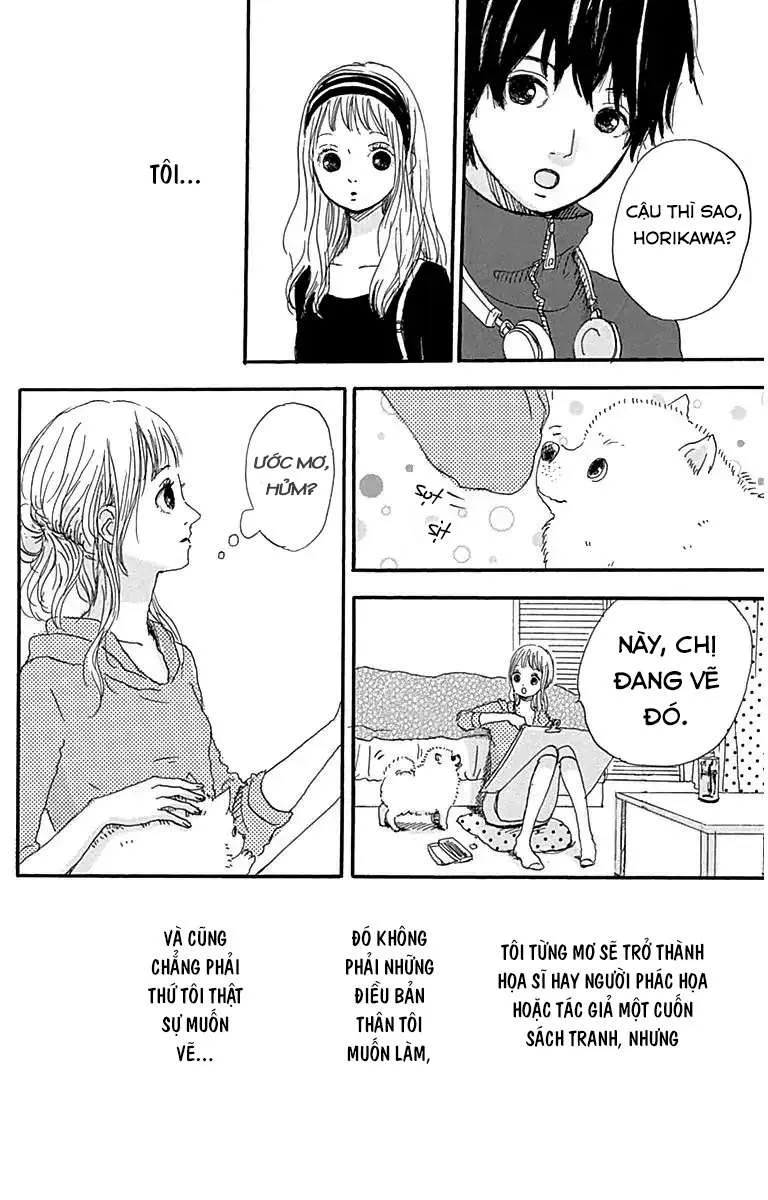 CẬU THÌ SAO,
HORIKAWA?
TÔI...
sụt
sịt
ƯỚC MƠ,
HỬM?
NÀY, CHỊ
ĐANG VẼ
ĐÓ.
TÔI TỪNG MƠ SẼ TRỞ THÀNH
HỌA SĨ HAY NGƯỜI PHÁC HỌA
HOẶC TÁC GIẢ MỘT CUỐN
SÁCH TRANH, NHƯNG
ĐÓ KHÔNG
PHẢI NHỮNG
ĐIỀU BẢN
THÂN TÔI
MUỐN LÀM,
VÀ CŨNG
CHẲNG PHẢI
THỨ TÔI THẬT
SỰ MUỐN
VẼ...